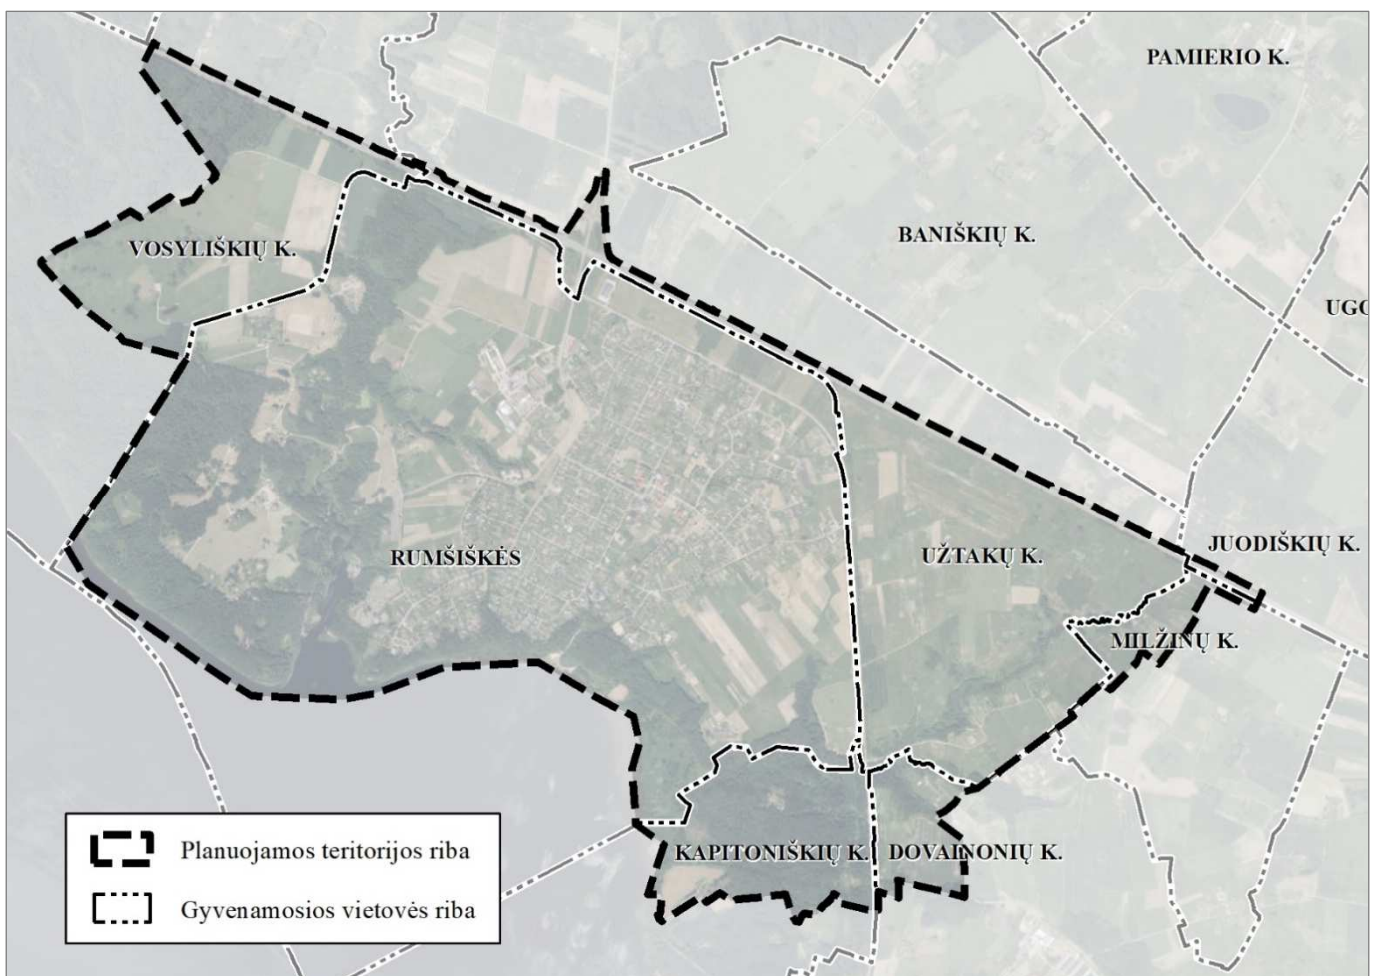 PAMIERIO K.
BANIŠKIŲ K.
VOSYLIŠKIŲ K.
UGO
JUODIŠKIŲ K.
RUMŠIŠKĖS
UŽTAKŲ K.
MILŽINŲ K.
KAPITONIŠKIŲ K.
DOVAINONIŲ K.
Planuojamos teritorijos riba
Gyvenamosios vietovės riba